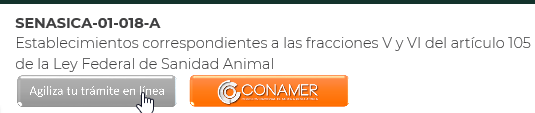 SENASICA-01-018-A
Establecimientos correspondientes a las fracciones V y VI del artículo 105
de la Ley Federal de Sanidad Animal
Agiliza tu trámite en línea
CONAMER